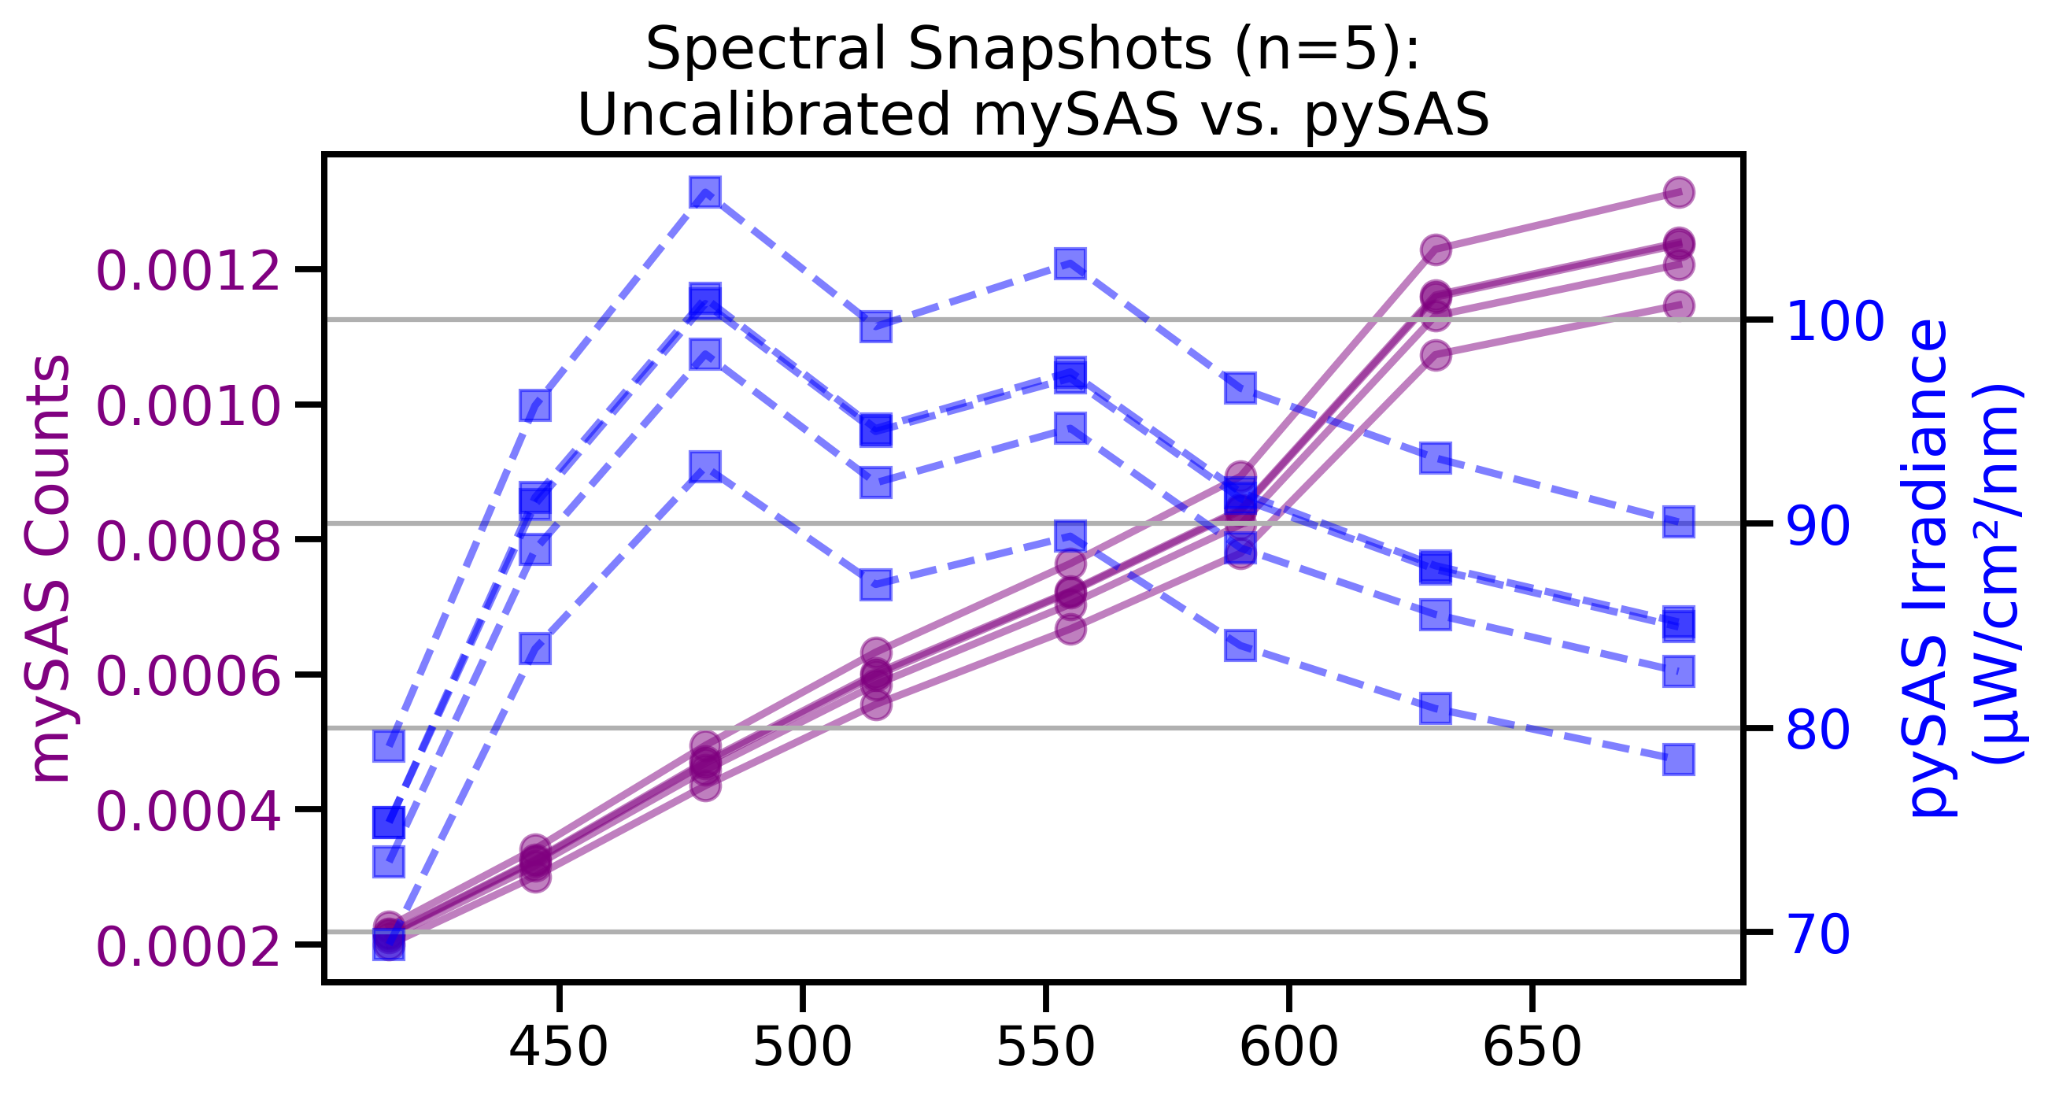 Spectral Snapshots (n=5):
Uncalibrated mySAS vs. pySAS
mySAS Counts
0.0012
0.0010
0.0008
0.0006
0.0004
0.0002
100
90
80
70
pySAS Irradiance
(µW/cm²/nm)
450 500 550 600 650